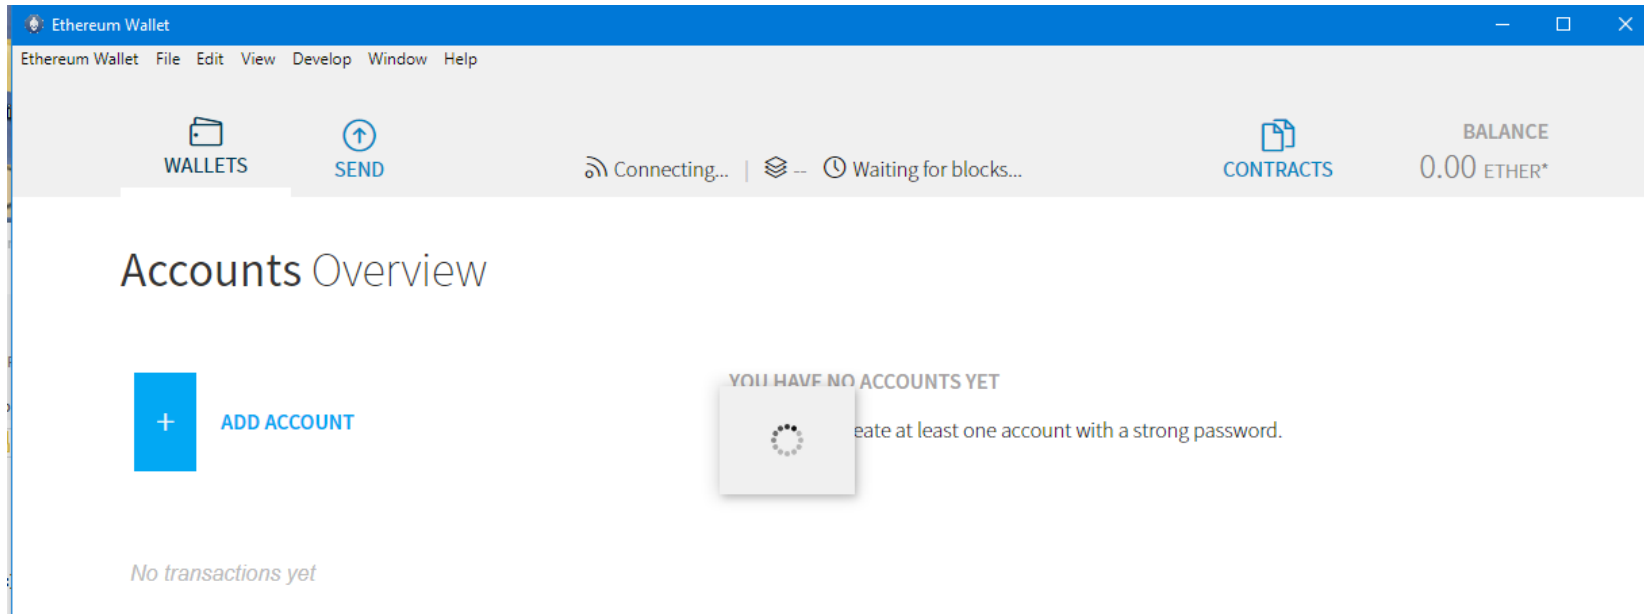 Ethereum Wallet
Ethereum Wallet File Edit View Develop Window Help
WALLETS
SEND
Connecting... | -- Waiting for blocks...
CONTRACTS
BALANCE
0.00 ETHER*
Accounts Overview
+ ADD ACCOUNT
YOU HAVE NO ACCOUNTS YET
at least one account with a strong password.
No transactions yet